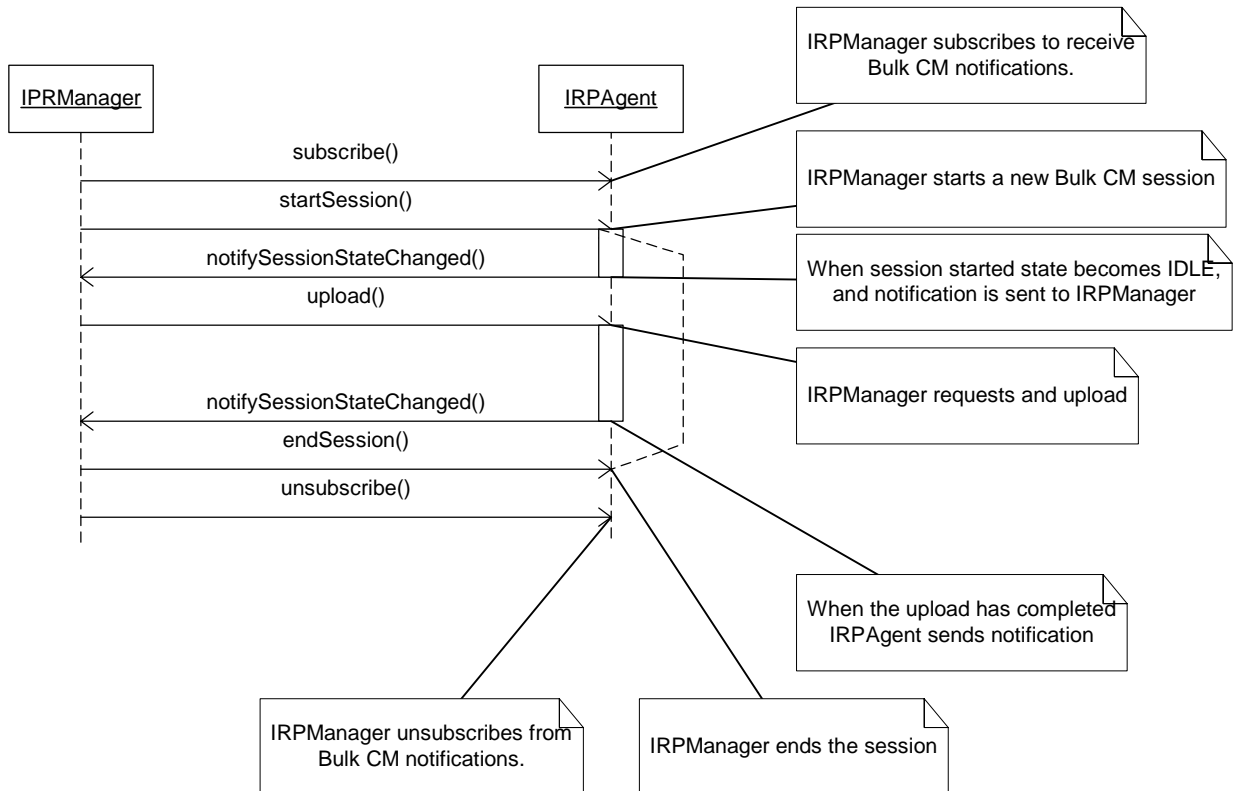 IRPManager subscribes to receive
Bulk CM notifications.
IPRManager
IRPAgent
subscribe()
IRPManager starts a new Bulk CM session
startSession()
notifySessionStateChanged()
When session started state becomes IDLE,
and notification is sent to IRPManager
upload()
IRPManager requests and upload
notifySessionStateChanged()
endSession()
unsubscribe()
When the upload has completed
IRPAgent sends notification
IRPManager unsubscribes from
Bulk CM notifications.
IRPManager ends the session